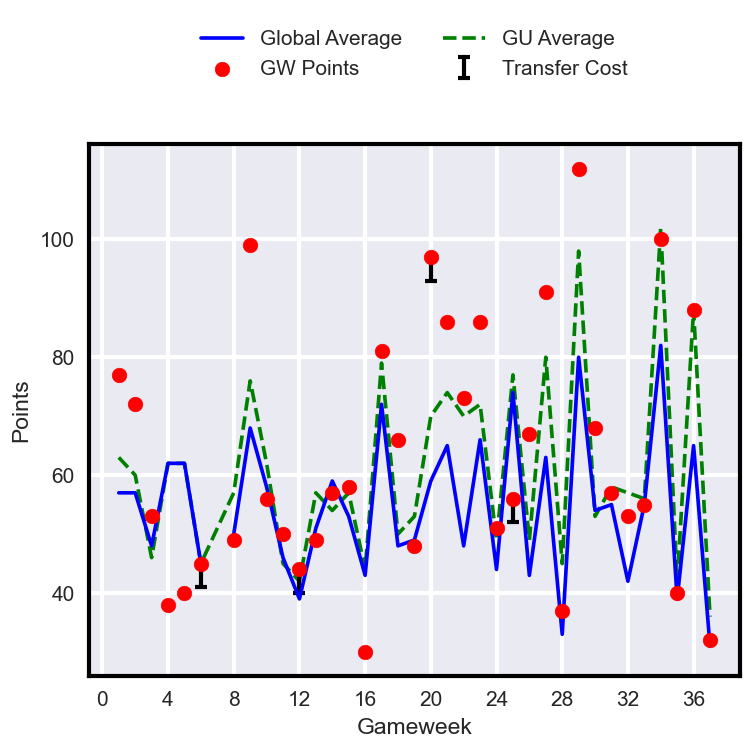 Global Average
GU Average
GW Points
Transfer Cost
100
80
60
40
Points
0 4 8 12 16 20 24 28 32 36
Gameweek